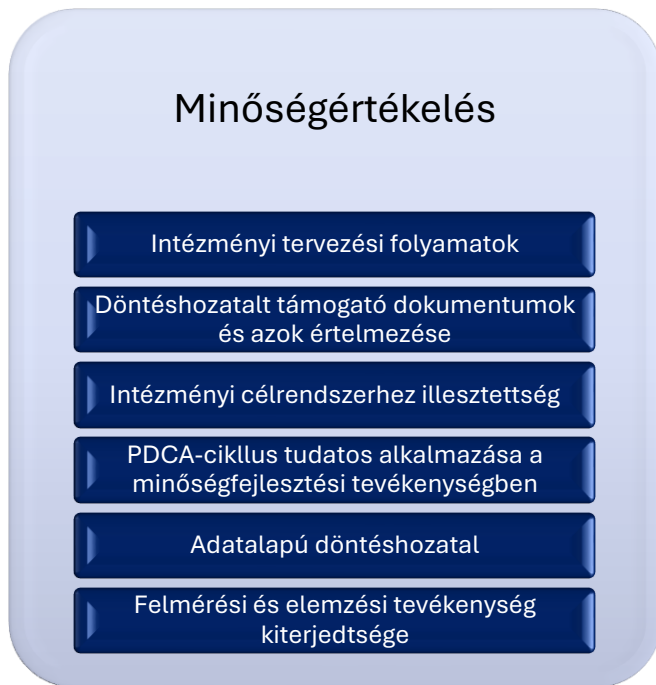 Minőségértékelés
Intézményi tervezési folyamatok
Döntéshozatalt támogató dokumentumok
és azok értelmezése
Intézményi célrendszerhez illesztettség
PDCA-cikllus tudatos alkalmazása a
minőségfejlesztési tevékenységben
Adatalapú döntéshozatal
Felmérési és elemzési tevékenység
kiterjedtsége